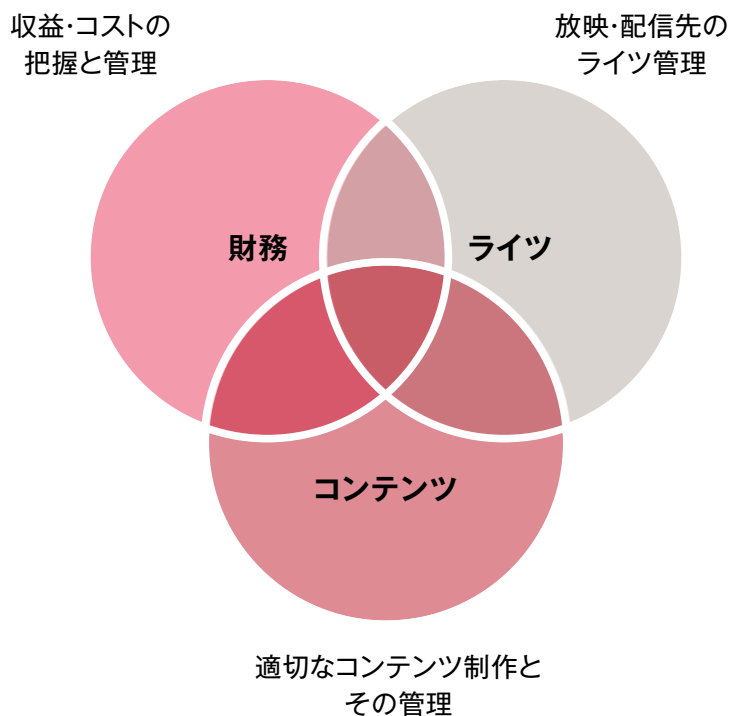 収益·コストの
把握と管理
放映·配信先の
ライツ管理
財務
ライツ
コンテンツ
適切なコンテンツ制作と
その管理